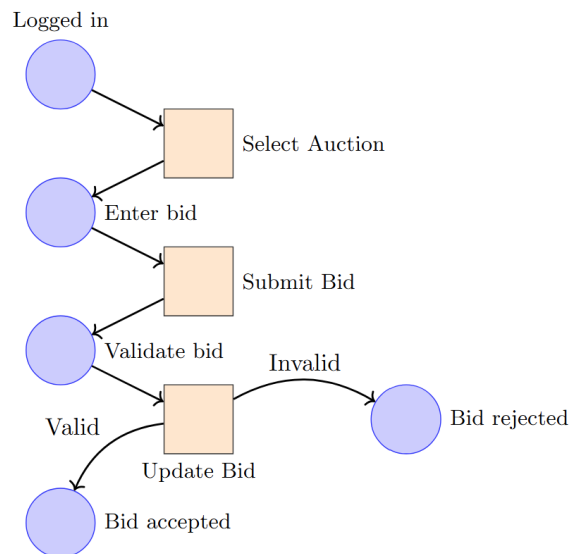 Logged in
Select Auction
Enter bid
Submit Bid
Validate bid
Invalid
Bid rejected
Valid
Update Bid
Bid accepted